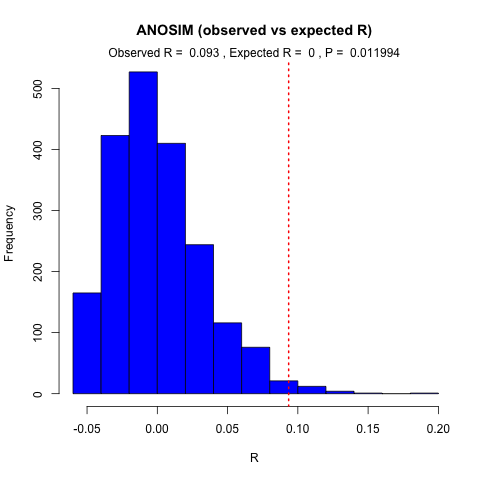 ANOSIM (observed vs expected R)
Observed R =  0.093 , Expected R =  0 , P =  0.011994
500
400
300
200
100
0
Frequency
-0.05 0.00 0.05 0.10 0.15 0.20
R